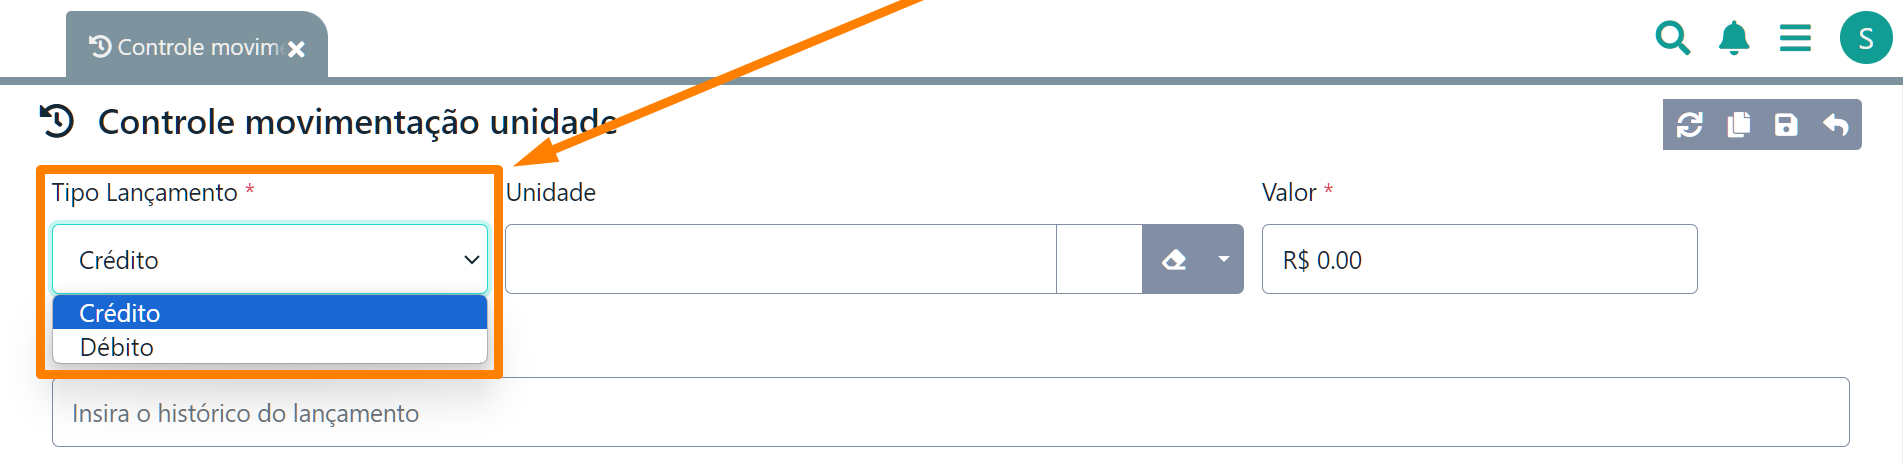 Controle movim
S
Controle movimentação unidade
Tipo Lançamento *
Unidade
Valor *
Crédito
R$ 0.00
Crédito
Débito
Insira o histórico do lançamento